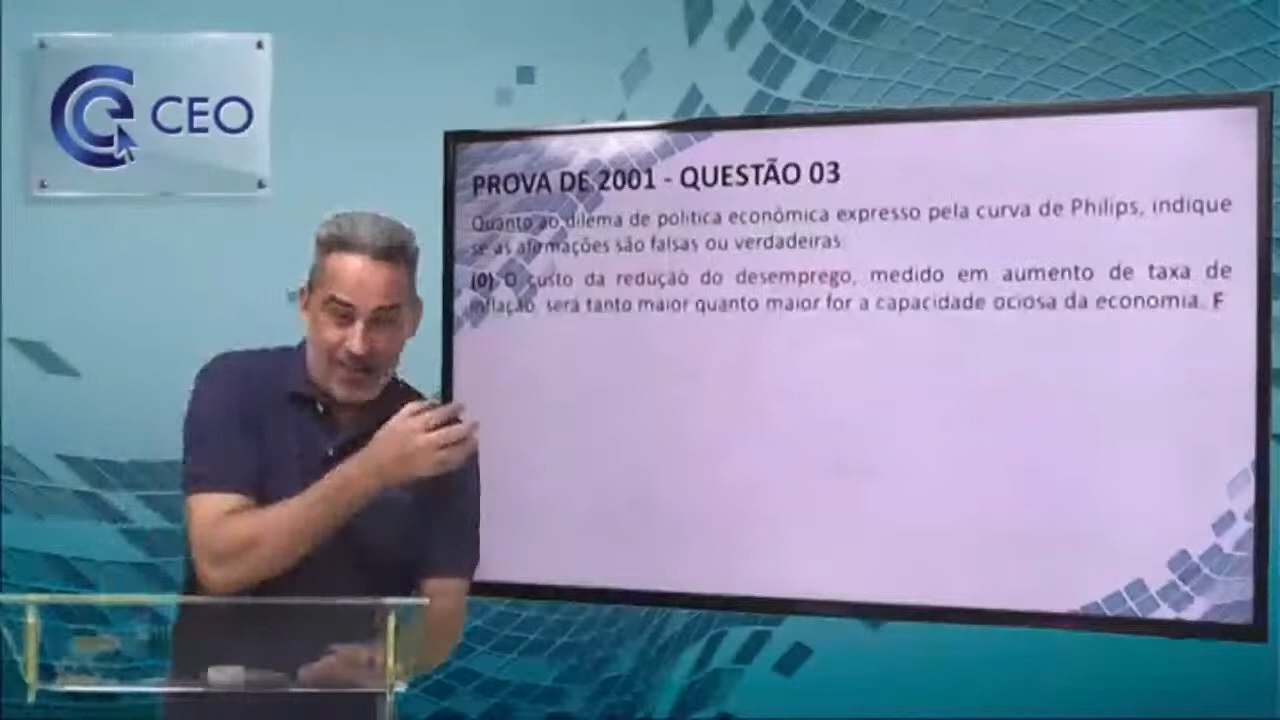 CEO
PROVA DE 2001 - QUESTÃO 03
Quanto ao dilema de política econômica expresso pela curva de Philips, indique
se as afirmações são falsas ou verdadeiras:
(0) O custo da redução do desemprego, medido em aumento de taxa de
inflação, será tanto maior quanto maior for a capacidade ociosa da economia. F